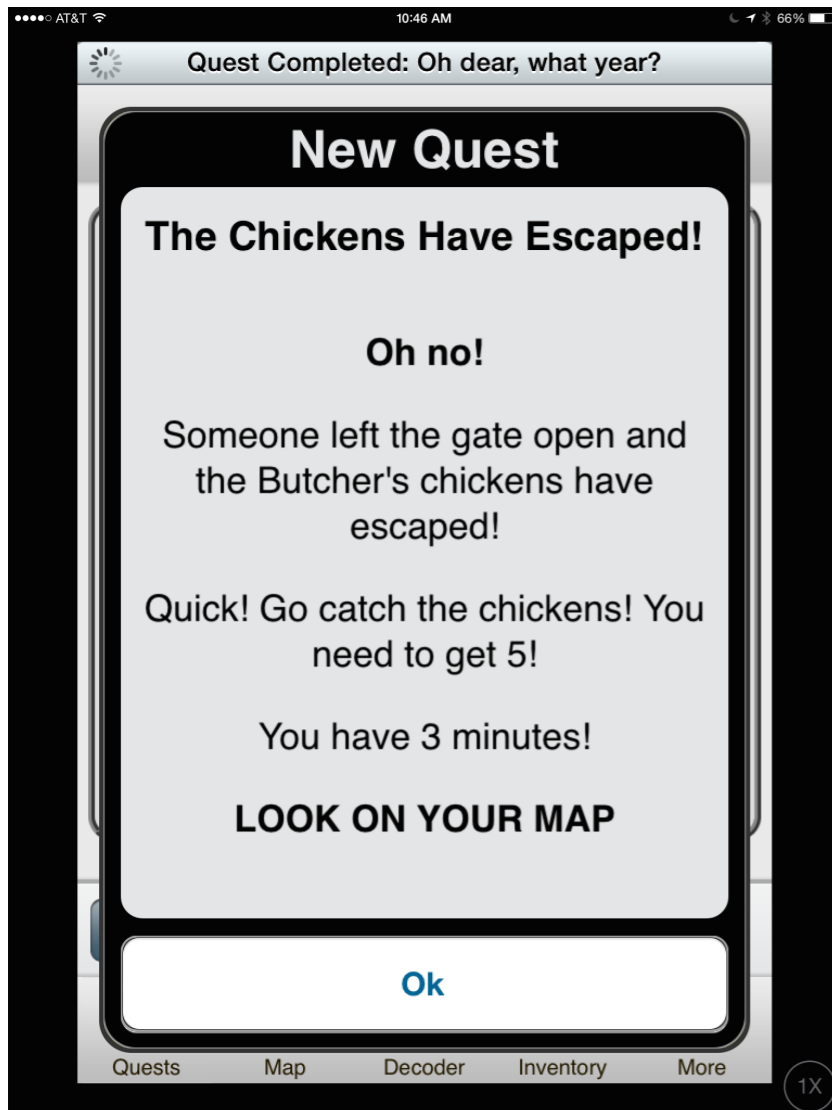 AT&T 10:46 AM 66%
Quest Completed: Oh dear, what year?
New Quest
The Chickens Have Escaped!
Oh no!
Someone left the gate open and
the Butcher's chickens have
escaped!
Quick! Go catch the chickens! You
need to get 5!
You have 3 minutes!
LOOK ON YOUR MAP
Ok
Quests Map Decoder Inventory More
1X